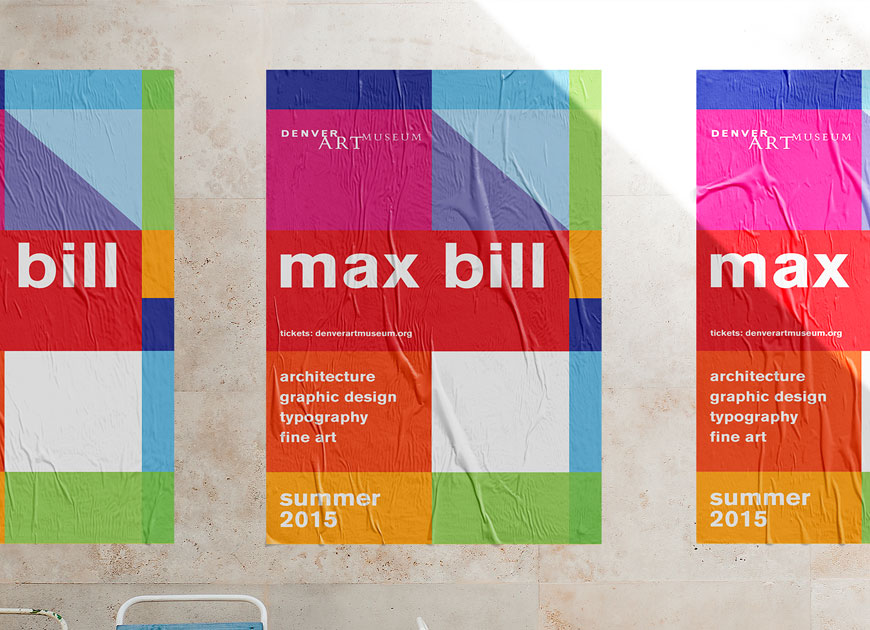 bill
DENVER ART MUSEUM
max bill
tickets: denverartmuseum.org
architecture
graphic design
typography
fine art
summer
2015
DENVER ART MUSEUM
max
tickets: denverartmuseum.org
architecture
graphic design
typography
fine art
summer
2015